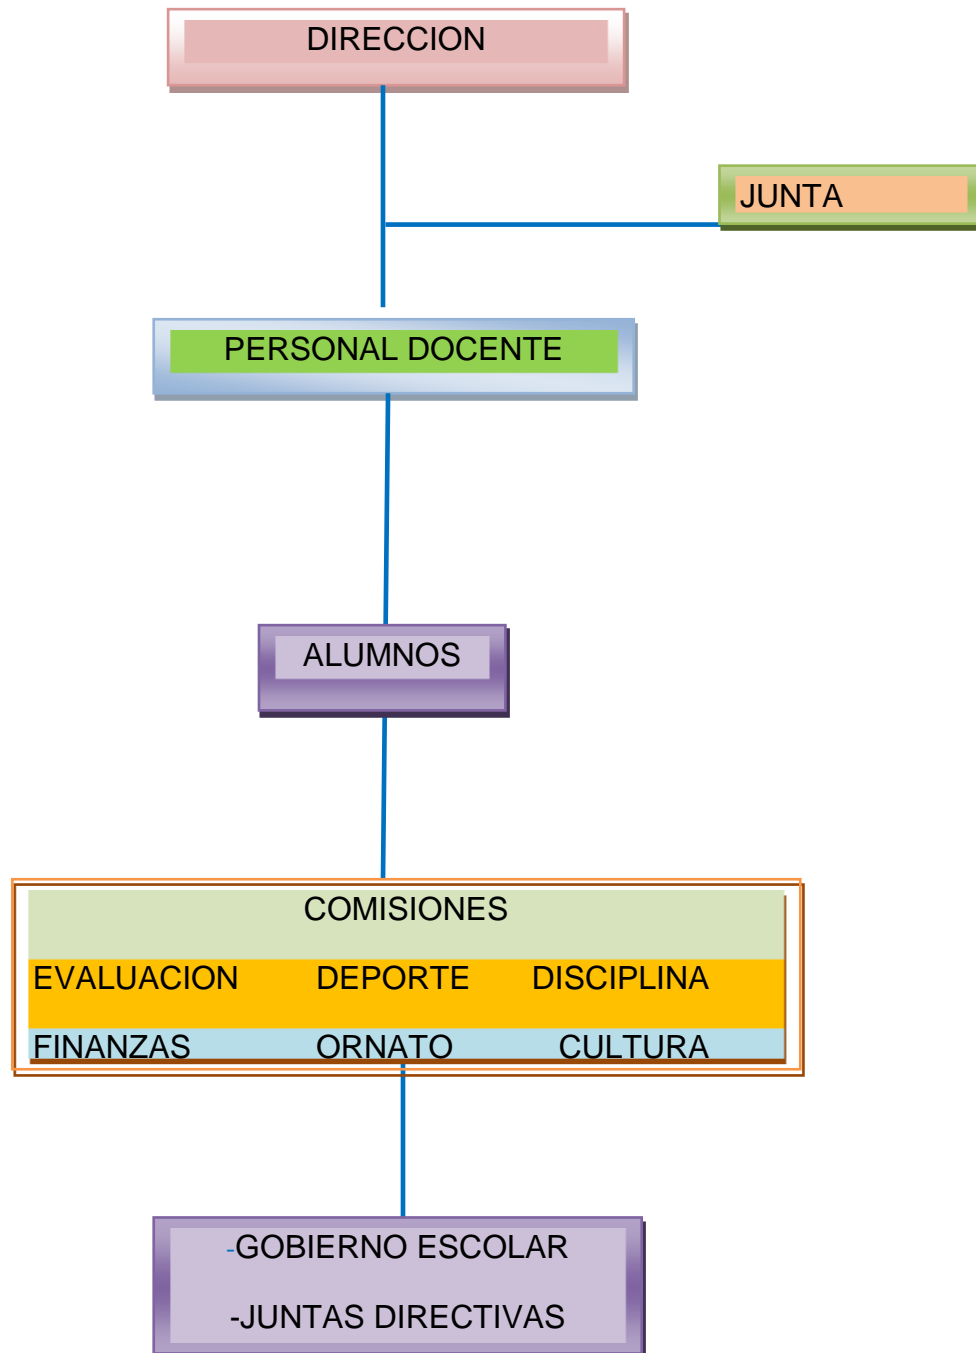 DIRECCION
JUNTA
PERSONAL DOCENTE
ALUMNOS
COMISIONES
EVALUACION DEPORTE DISCIPLINA
FINANZAS ORNATO CULTURA
-GOBIERNO ESCOLAR
-JUNTAS DIRECTIVAS